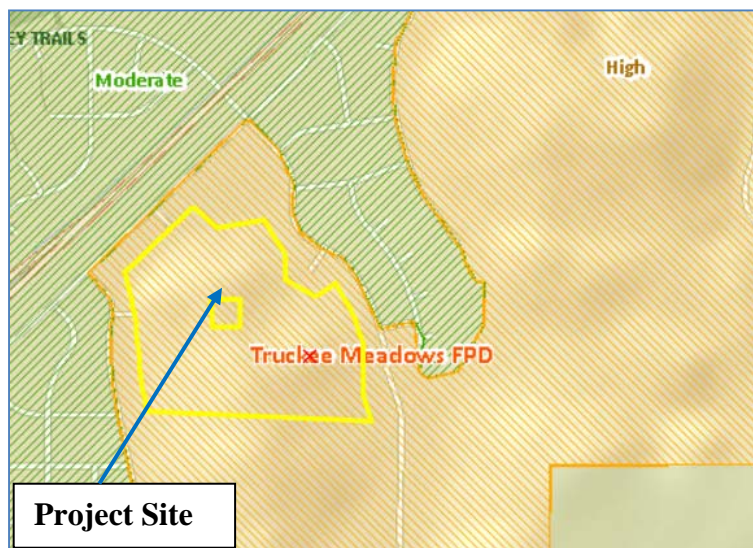 EY TRAILS
Moderate
High
Truckee Meadows FPD
Project Site